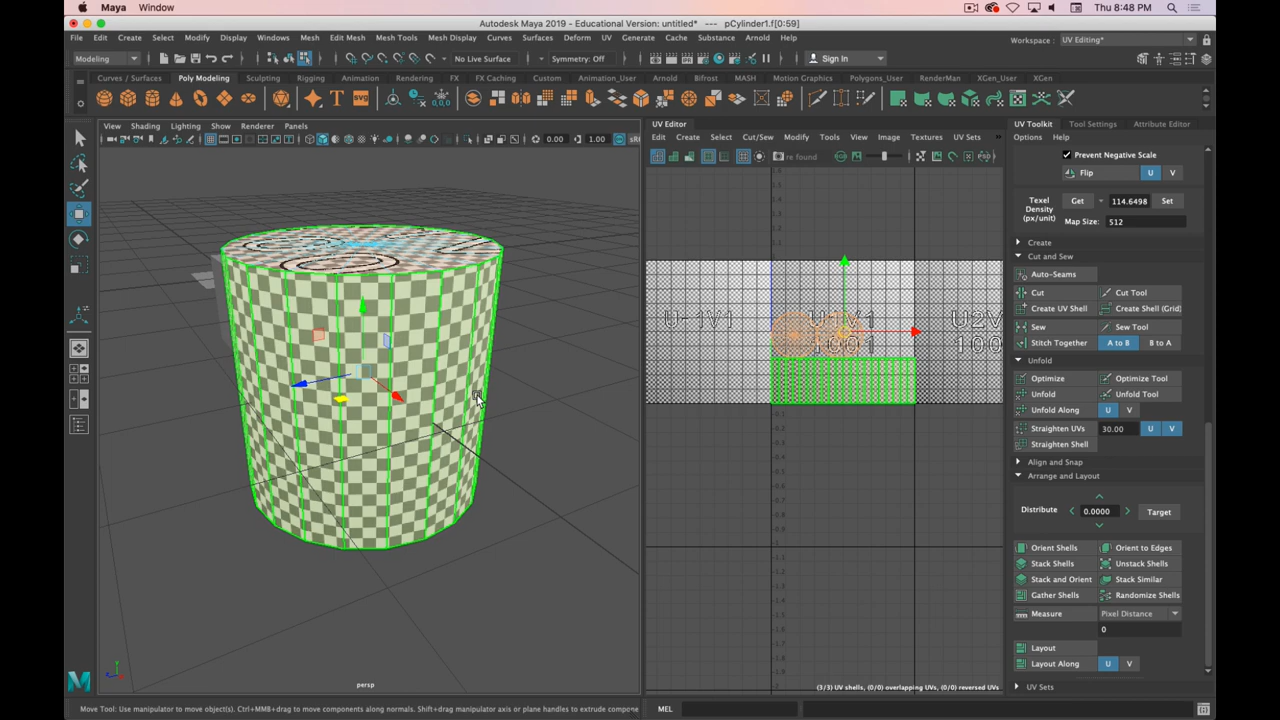 Maya Window Thu 8:48 PM
Autodesk Maya 2019 - Educational Version: untitled* --- pCylinder1.f[0:59]
File Edit Create Select Modify Display Windows Mesh Edit Mesh Mesh Tools Mesh Display Curves Surfaces Deform UV Generate Cache Substance Arnold Help Workspace : UV Editing*
Modeling No Live Surface Symmetry: Off Sign In
Curves / Surfaces Poly Modeling Sculpting Rigging Animation Rendering FX FX Caching Custom Animation_User Arnold Bifrost MASH Motion Graphics Polygons_User RenderMan XGen_User XGen
T svg 0,0,0
View Shading Lighting Show Renderer Panels
0.00 1.00
persp
UV Editor
Edit Create Select Cut/Sew Modify Tools View Image Textures UV Sets »
re found
U-1V1 U1V1 U2V
1001 100
(3/3) UV shells, (0/0) overlapping UVs, (0/0) reversed UVs
UV Toolkit Tool Settings Attribute Editor
Options Help
Prevent Negative Scale
Flip U V
Texel Density (px/unit) Get 114.6498 Set
Map Size: 512
Create
Cut and Sew
Auto-Seams
Cut Cut Tool
Create UV Shell Create Shell (Grid)
Sew Sew Tool
Stitch Together A to B B to A
Unfold
Optimize Optimize Tool
Unfold Unfold Tool
Unfold Along U V
Straighten UVs 30.00 U V
Straighten Shell
Align and Snap
Arrange and Layout
Distribute 0.0000 Target
Orient Shells Orient to Edges
Stack Shells Unstack Shells
Stack and Orient Stack Similar
Gather Shells Randomize Shells
Measure Pixel Distance
0
Layout
Layout Along U V
UV Sets
Move Tool: Use manipulator to move object(s). Ctrl+MMB+drag to move components along normals. Shift+drag manipulator axis or plane handles to extrude compone MEL